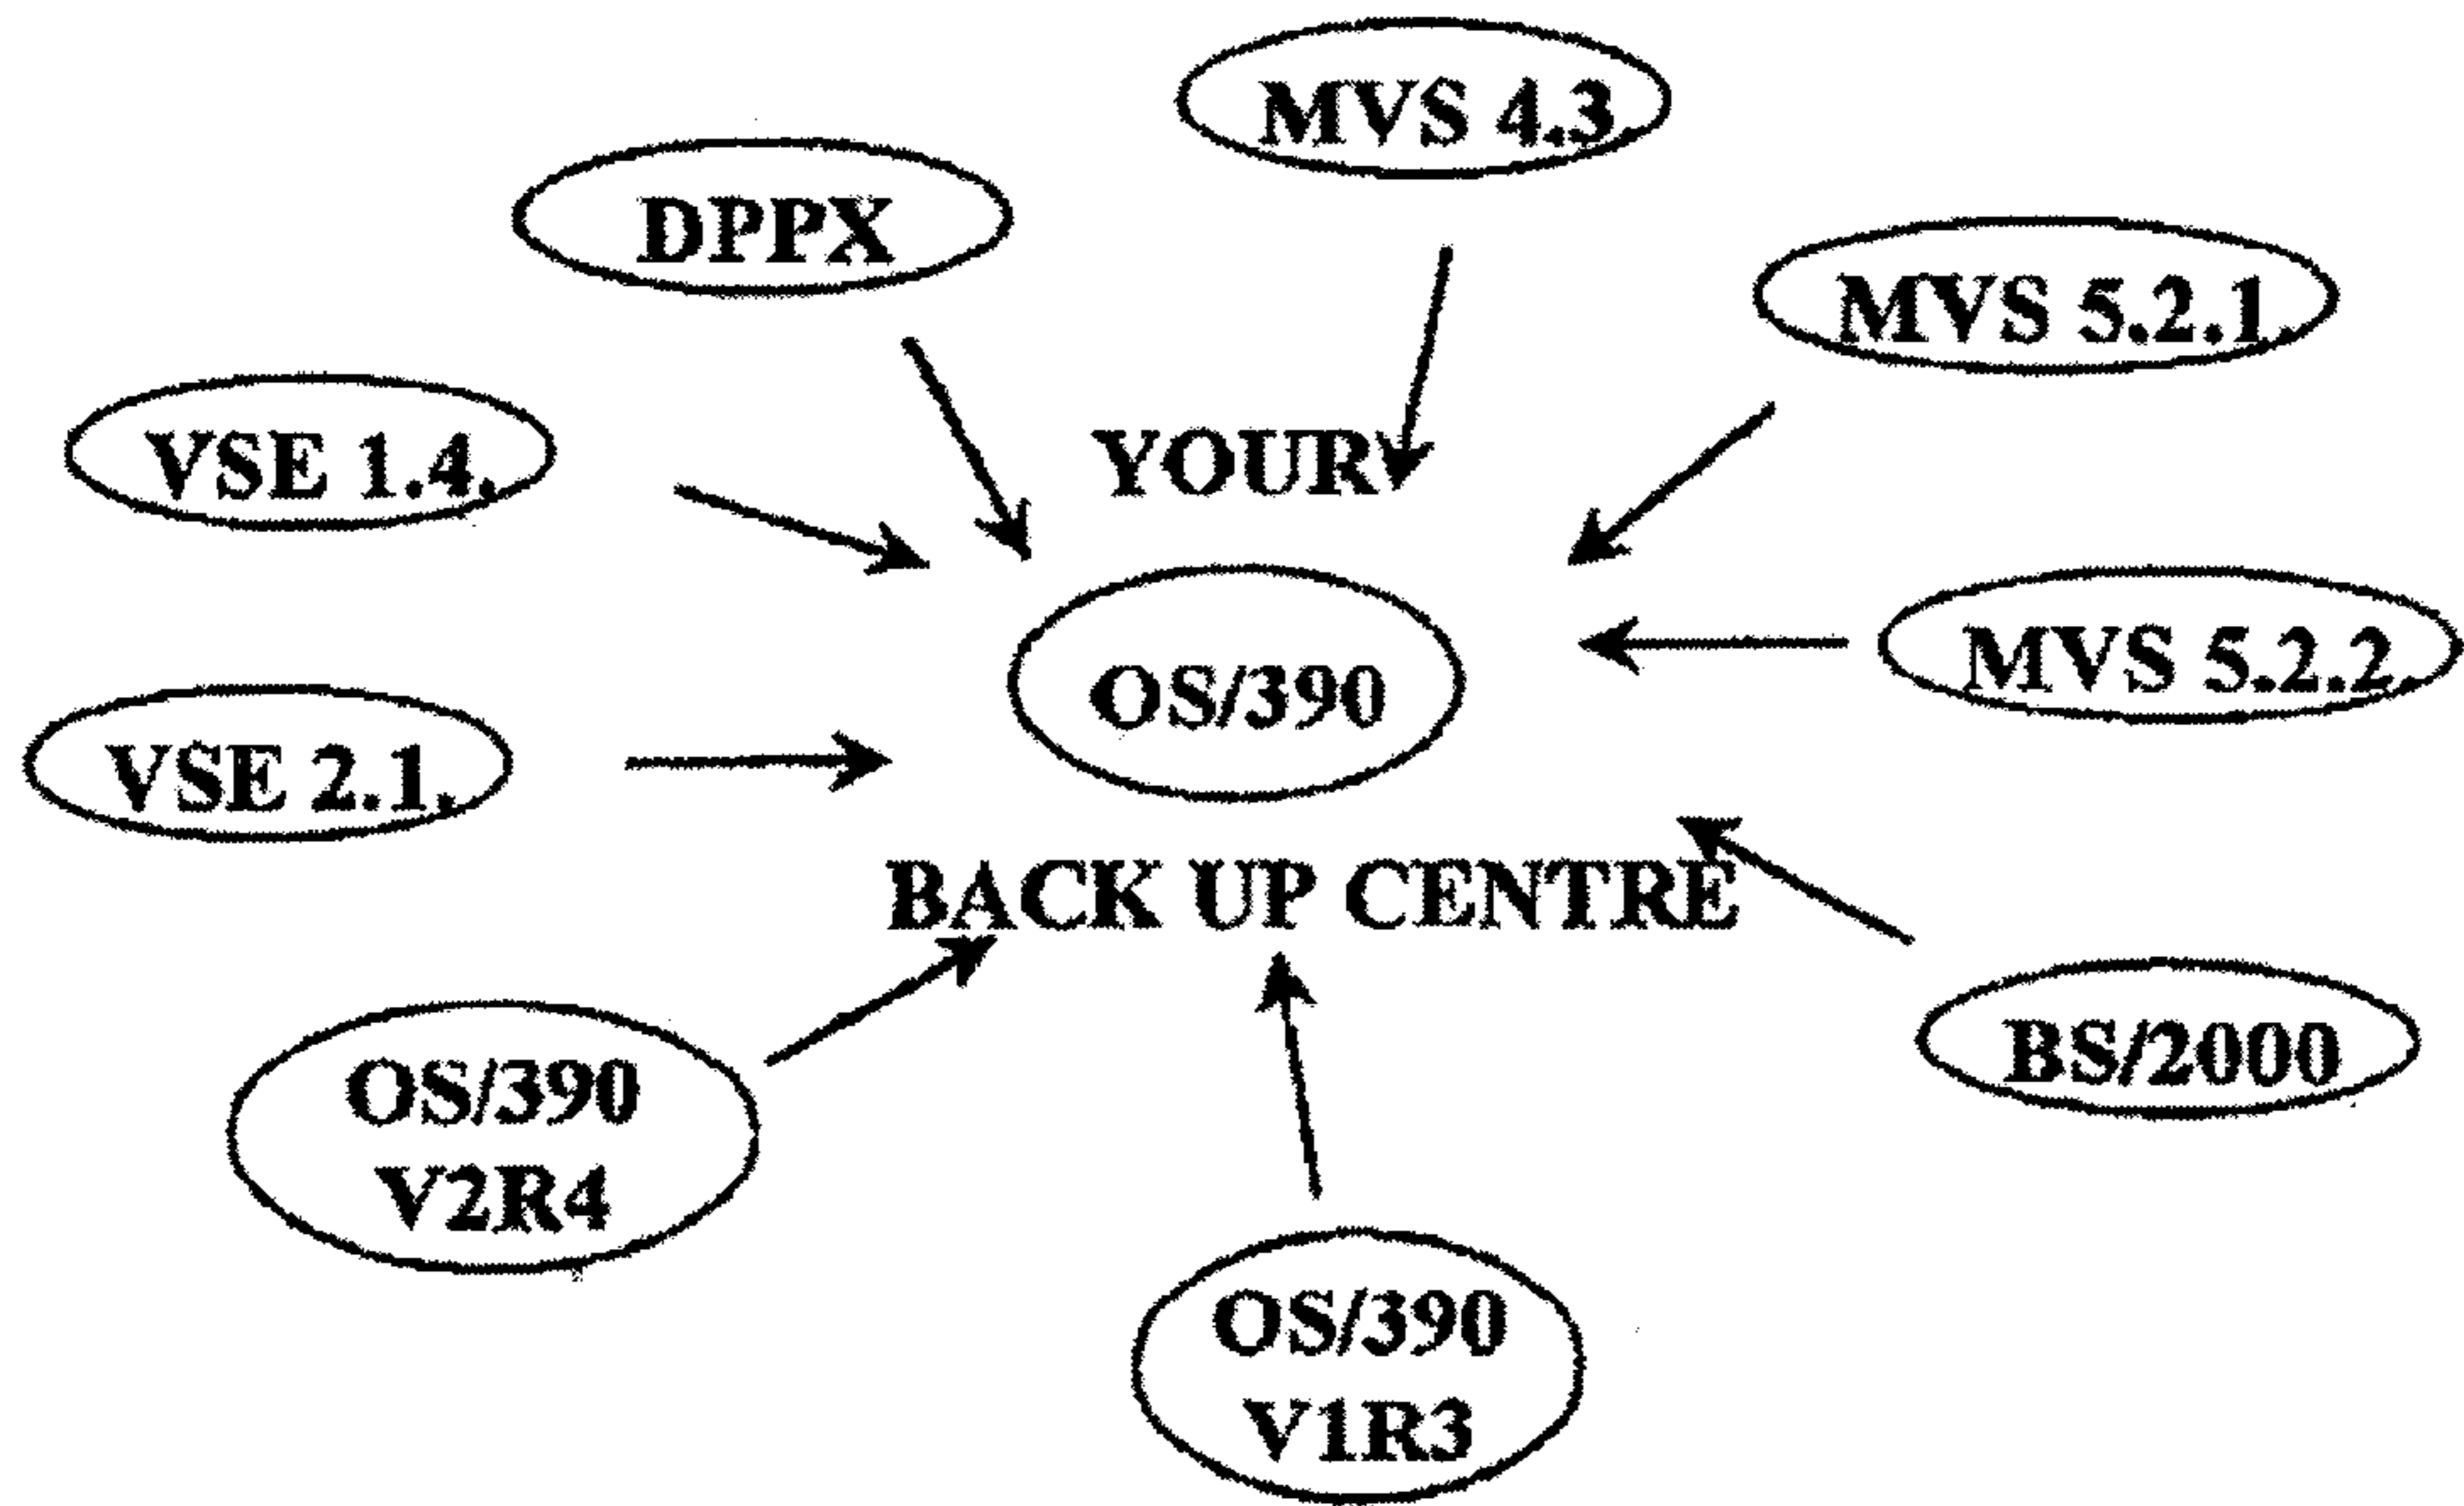 MVS 4.3
DPPX
MVS 5.2.1
YOUR
VSE 1.4.
MVS 5.2.2.
OS/390
VSE 2.1.
BACK UP CENTRE
BS/2000
OS/390
V2R4
OS/390
V1R3